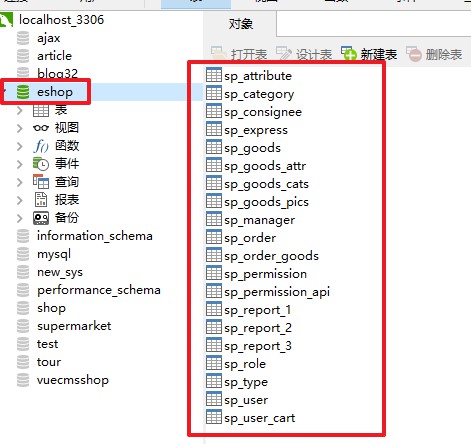 localhost_3306
ajax
article
blog32
eshop
表
视图
函数
事件
查询
报表
备份
information_schema
mysql
new_sys
performance_schema
shop
supermarket
test
tour
vuecmsshop
对象
打开表 设计表 新建表 删除表
sp_attribute
sp_category
sp_consignee
sp_express
sp_goods
sp_goods_attr
sp_goods_cats
sp_goods_pics
sp_manager
sp_order
sp_order_goods
sp_permission
sp_permission_api
sp_report_1
sp_report_2
sp_report_3
sp_role
sp_type
sp_user
sp_user_cart